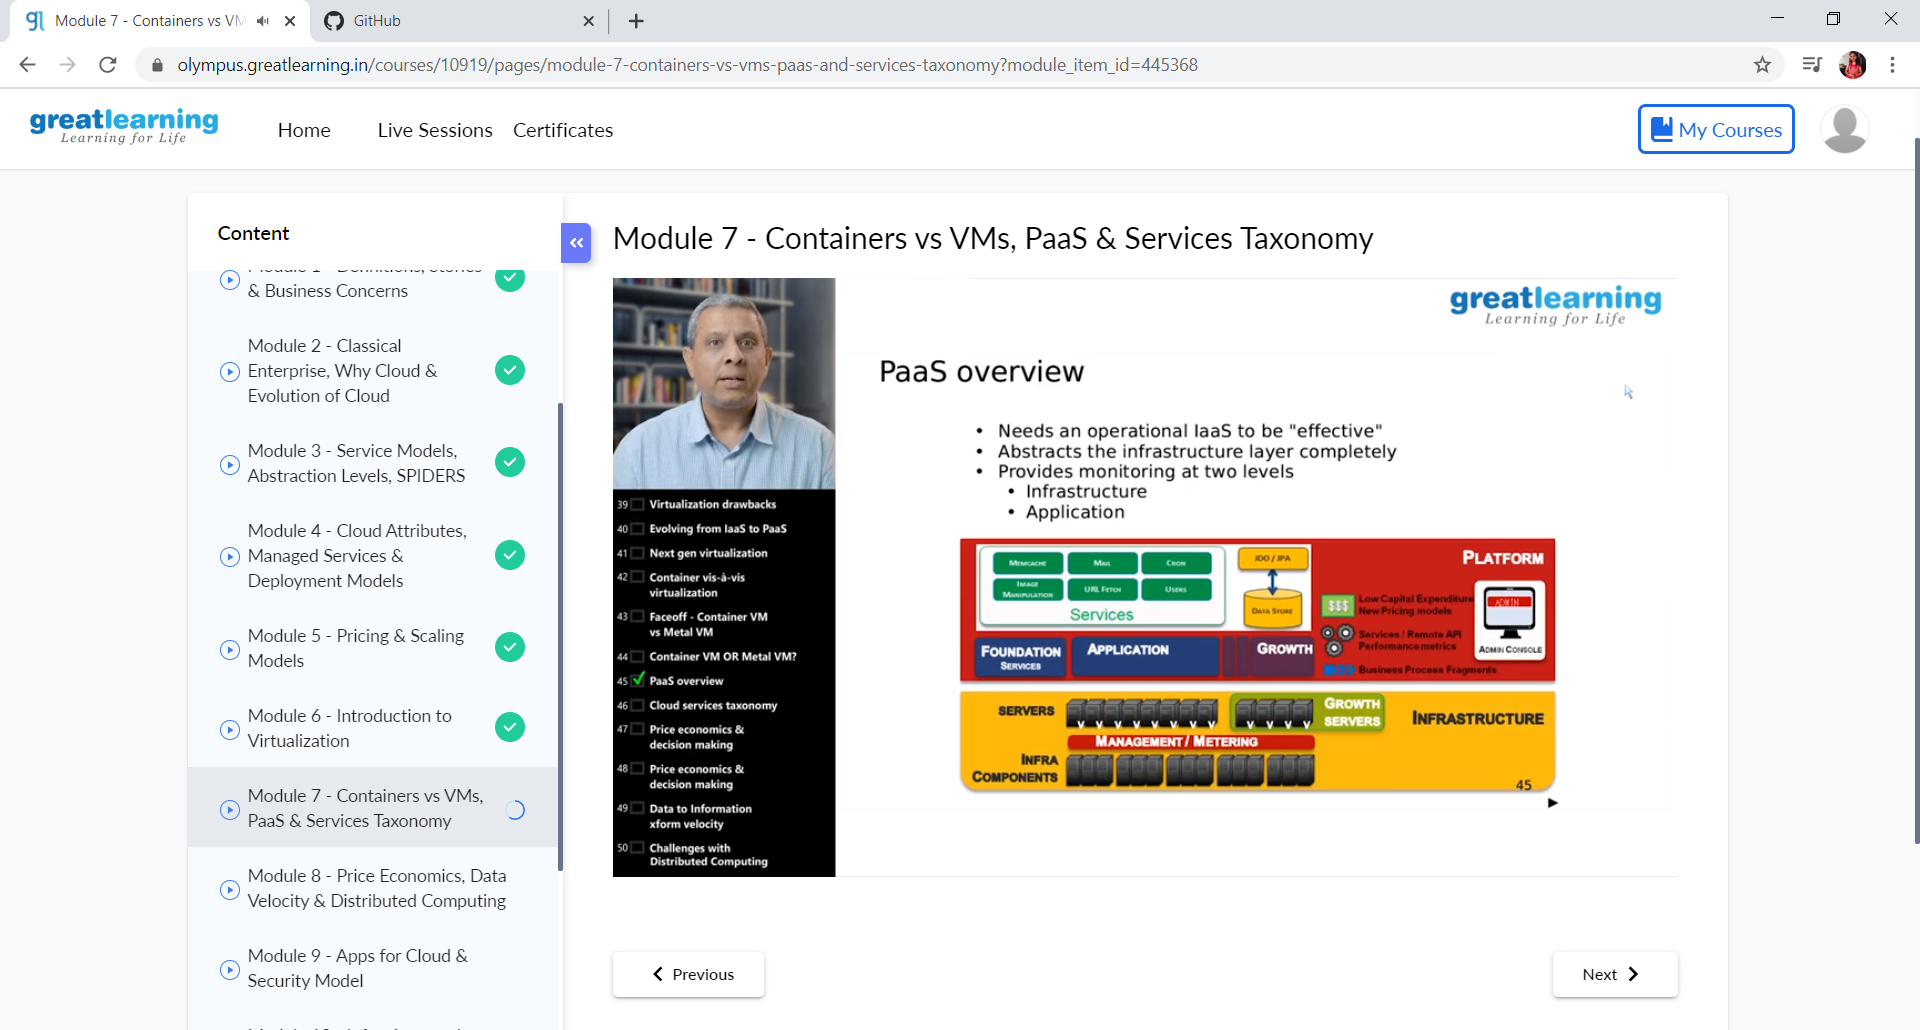 Module 7 - Containers vs VM
GitHub
olympus.greatlearning.in/courses/10919/pages/module-7-containers-vs-vms-paas-and-services-taxonomy?module_item_id=445368
greatlearning
Learning for Life
Home
Live Sessions
Certificates
My Courses
Content
Module 1 - Definitions, Stories
& Business Concerns
Module 2 - Classical
Enterprise, Why Cloud &
Evolution of Cloud
Module 3 - Service Models,
Abstraction Levels, SPIDERS
Module 4 - Cloud Attributes,
Managed Services &
Deployment Models
Module 5 - Pricing & Scaling
Models
Module 6 - Introduction to
Virtualization
Module 7 - Containers vs VMs,
PaaS & Services Taxonomy
Module 8 - Price Economics, Data
Velocity & Distributed Computing
Module 9 - Apps for Cloud &
Security Model
Module 7 - Containers vs VMs, PaaS & Services Taxonomy
39 Virtualization drawbacks
40 Evolving from IaaS to PaaS
41 Next gen virtualization
42 Container vis-à-vis
virtualization
43 Faceoff - Container VM
vs Metal VM
44 Container VM OR Metal VM?
45 PaaS overview
46 Cloud services taxonomy
47 Price economics &
decision making
48 Price economics &
decision making
49 Data to Information
xform velocity
50 Challenges with
Distributed Computing
greatlearning
Learning for Life
PaaS overview
• Needs an operational IaaS to be "effective"
• Abstracts the infrastructure layer completely
• Provides monitoring at two levels
• Infrastructure
• Application
PLATFORM
MEMCACHE
MAIL
CRON
IMAGE
MANIPULATION
URL FETCH
USERS
Services
JDO / JPA
DATA STORE
$$$
Low Capital Expenditure
New Pricing models
Services / Remote API
Performance metrics
Business Process Fragments
ADMIN
ADMIN CONSOLE
FOUNDATION
SERVICES
APPLICATION
GROWTH
SERVERS
GROWTH
SERVERS
INFRASTRUCTURE
MANAGEMENT / METERING
INFRA
COMPONENTS
45
Previous
Next